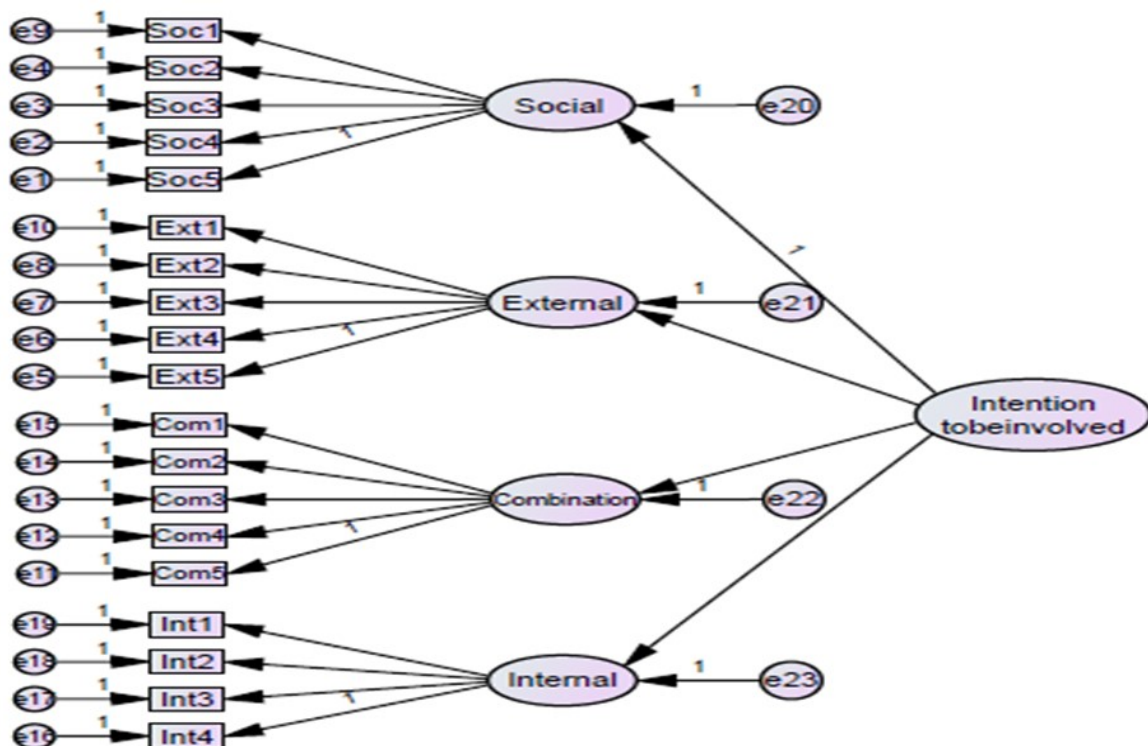 1
e9
Soc1
1
e4
Soc2
1
e3
Soc3
1
e2
Soc4
1
1
e1
Soc5
Social
1
e20
1
e10
Ext1
1
e8
Ext2
1
e7
Ext3
1
e6
Ext4
1
1
e5
Ext5
External
1
e21
1
1
e15
Com1
1
e14
Com2
1
e13
Com3
1
e12
Com4
1
1
e11
Com5
Combination
1
e22
Intention
tobeinvolved
1
e19
Int1
1
e18
Int2
1
e17
Int3
1
1
e16
Int4
Internal
1
e23